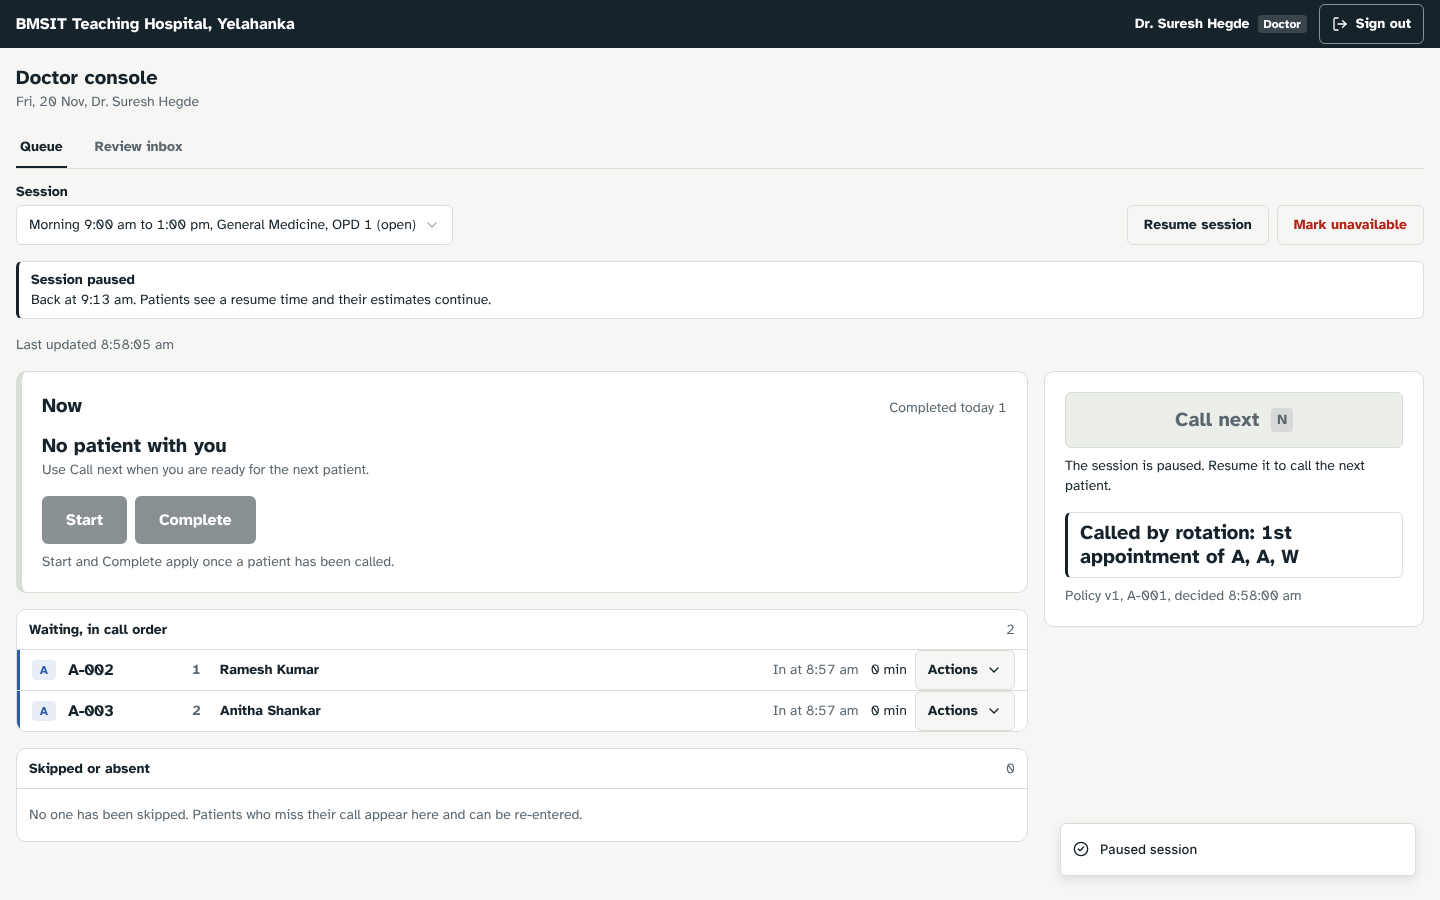 BMSIT Teaching Hospital, Yelahanka
Dr. Suresh Hegde Doctor Sign out
Doctor console
Fri, 20 Nov, Dr. Suresh Hegde
Queue Review inbox
Session
Morning 9:00 am to 1:00 pm, General Medicine, OPD 1 (open)
Resume session Mark unavailable
Session paused
Back at 9:13 am. Patients see a resume time and their estimates continue.
Last updated 8:58:05 am
Now Completed today 1
No patient with you
Use Call next when you are ready for the next patient.
Start Complete
Start and Complete apply once a patient has been called.
Call next N
The session is paused. Resume it to call the next
patient.
Called by rotation: 1st
appointment of A, A, W
Policy v1, A-001, decided 8:58:00 am
Waiting, in call order 2
A A-002 1 Ramesh Kumar In at 8:57 am 0 min Actions
A A-003 2 Anitha Shankar In at 8:57 am 0 min Actions
Skipped or absent 0
No one has been skipped. Patients who miss their call appear here and can be re-entered.
Paused session